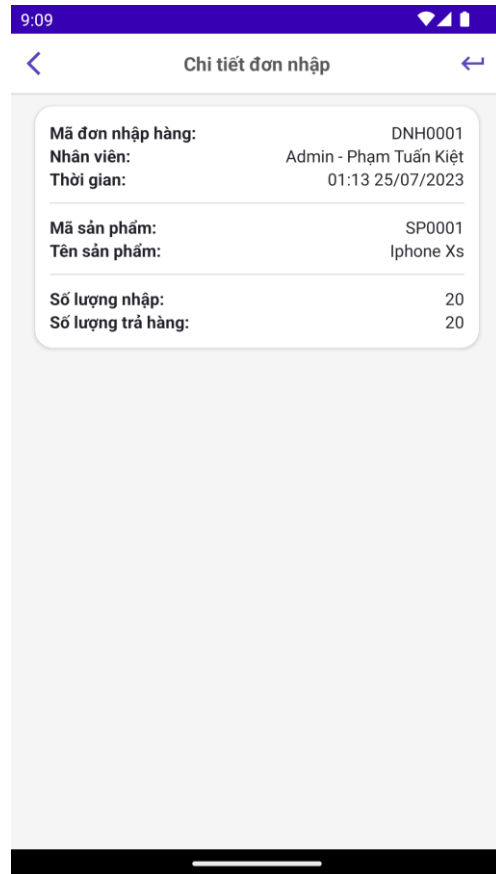 9:09
Chi tiết đơn nhập
Mã đơn nhập hàng: DNH0001
Nhân viên: Admin - Phạm Tuấn Kiệt
Thời gian: 01:13 25/07/2023
Mã sản phẩm: SP0001
Tên sản phẩm: Iphone Xs
Số lượng nhập: 20
Số lượng trả hàng: 20